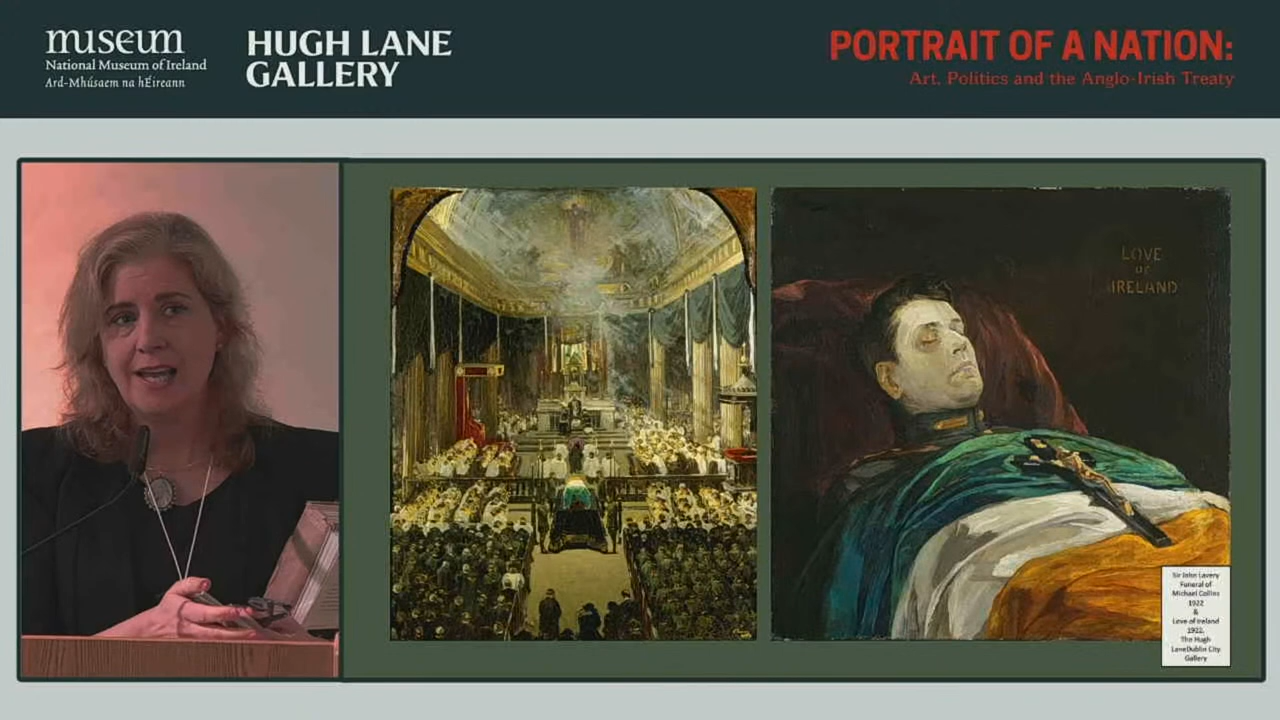 museum
National Museum of Ireland
Ard-Mhúsaem na hÉireann
HUGH LANE
GALLERY
PORTRAIT OF A NATION:
Art, Politics and the Anglo-Irish Treaty
LOVE
OF
IRELAND
Sir John Lavery
Funeral of
Michael Collins
1922
&
Love of Ireland
1922,
The Hugh
LaneDublin City
Gallery